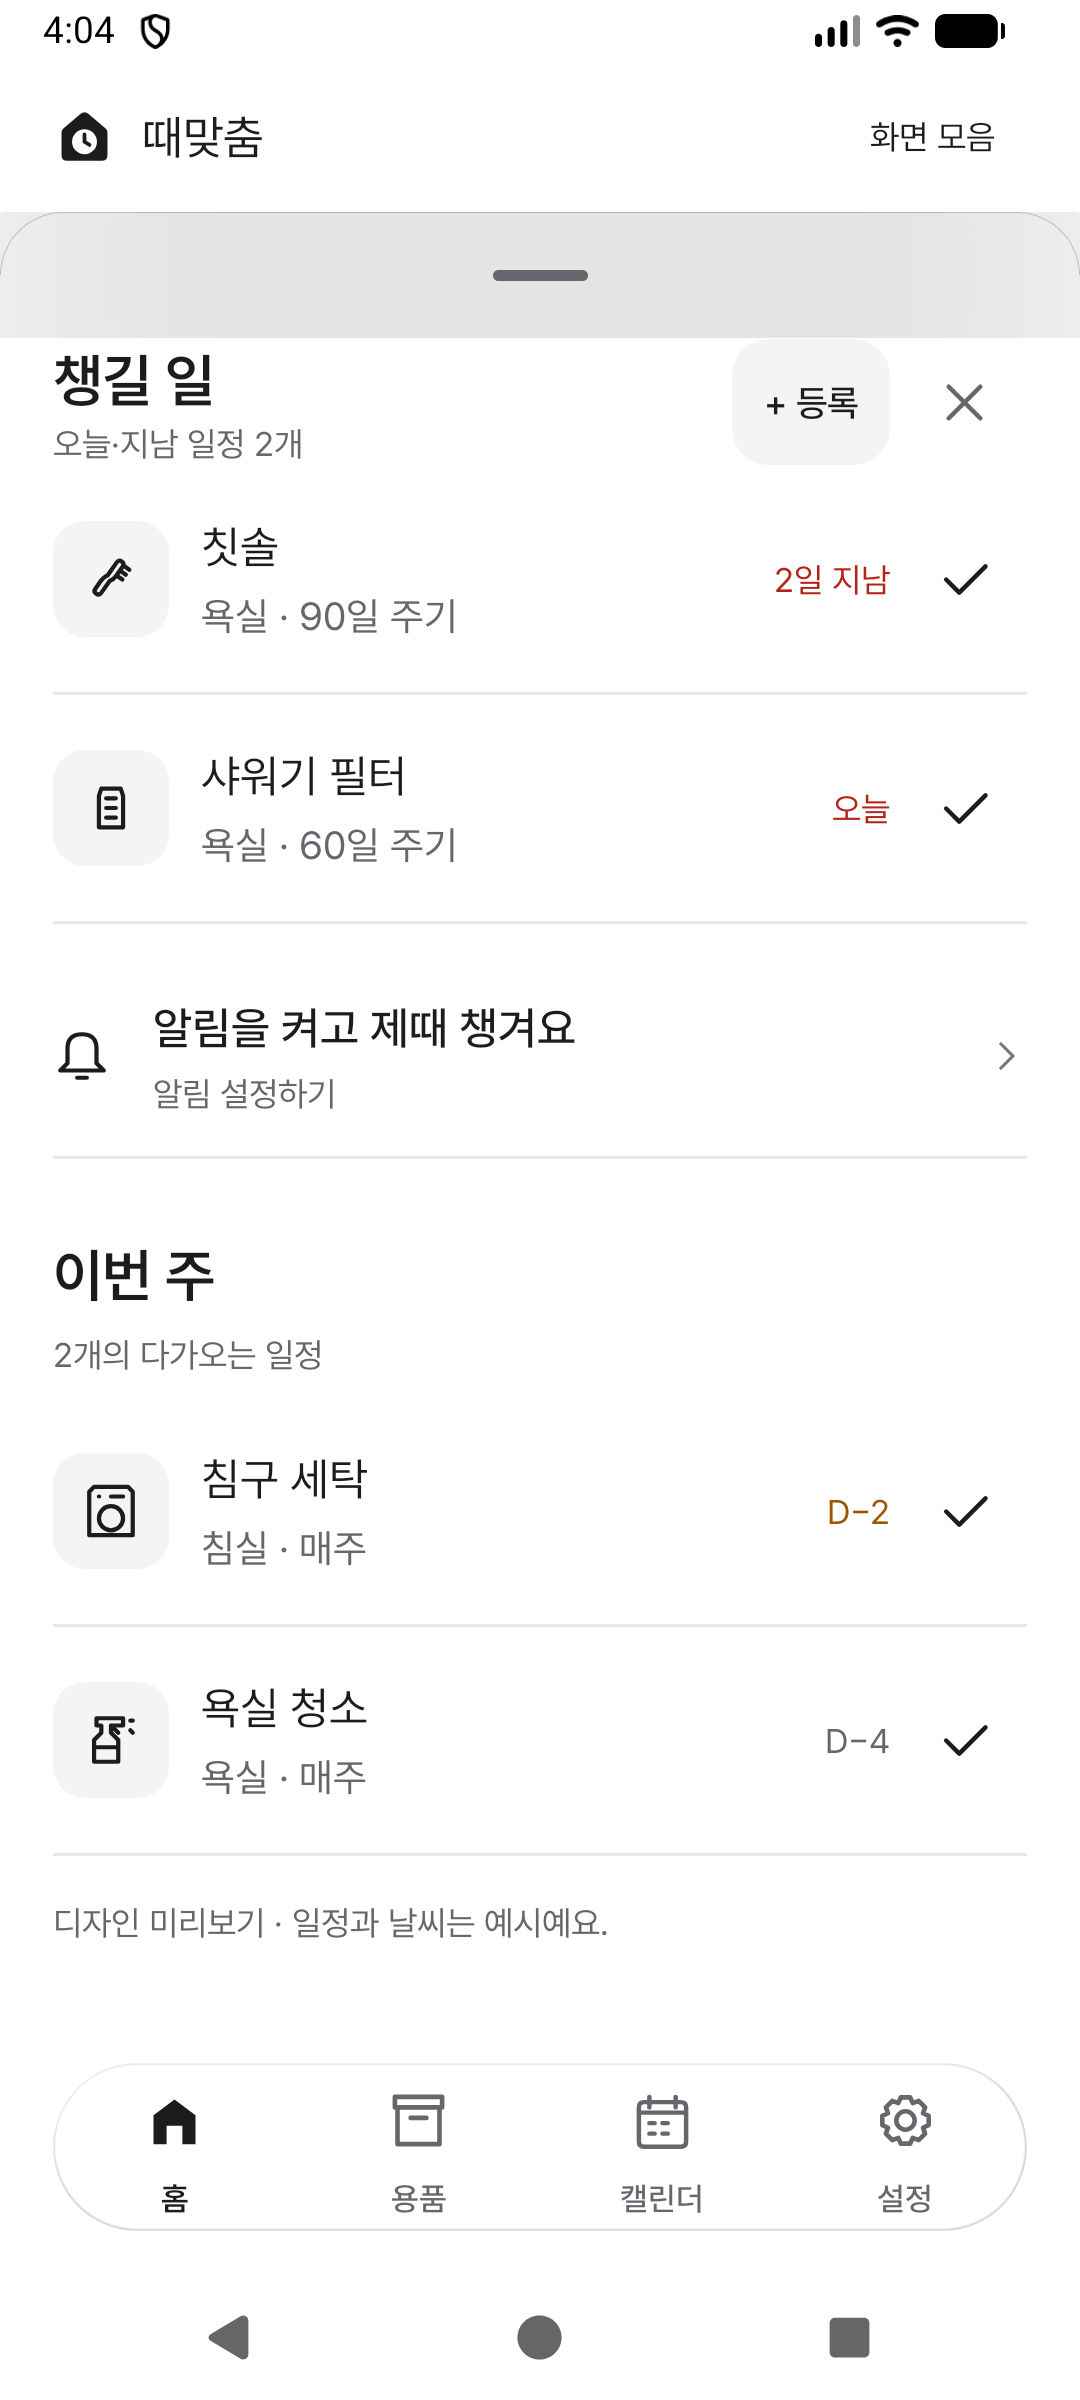 4:04
때맞춤
화면 모음
챙길 일
+ 등록
오늘·지남 일정 2개
칫솔
욕실 · 90일 주기
2일 지남
샤워기 필터
욕실 · 60일 주기
오늘
알림을 켜고 제때 챙겨요
알림 설정하기
이번 주
2개의 다가오는 일정
침구 세탁
침실 · 매주
D-2
욕실 청소
욕실 · 매주
D-4
디자인 미리보기 · 일정과 날씨는 예시예요.
홈
용품
캘린더
설정